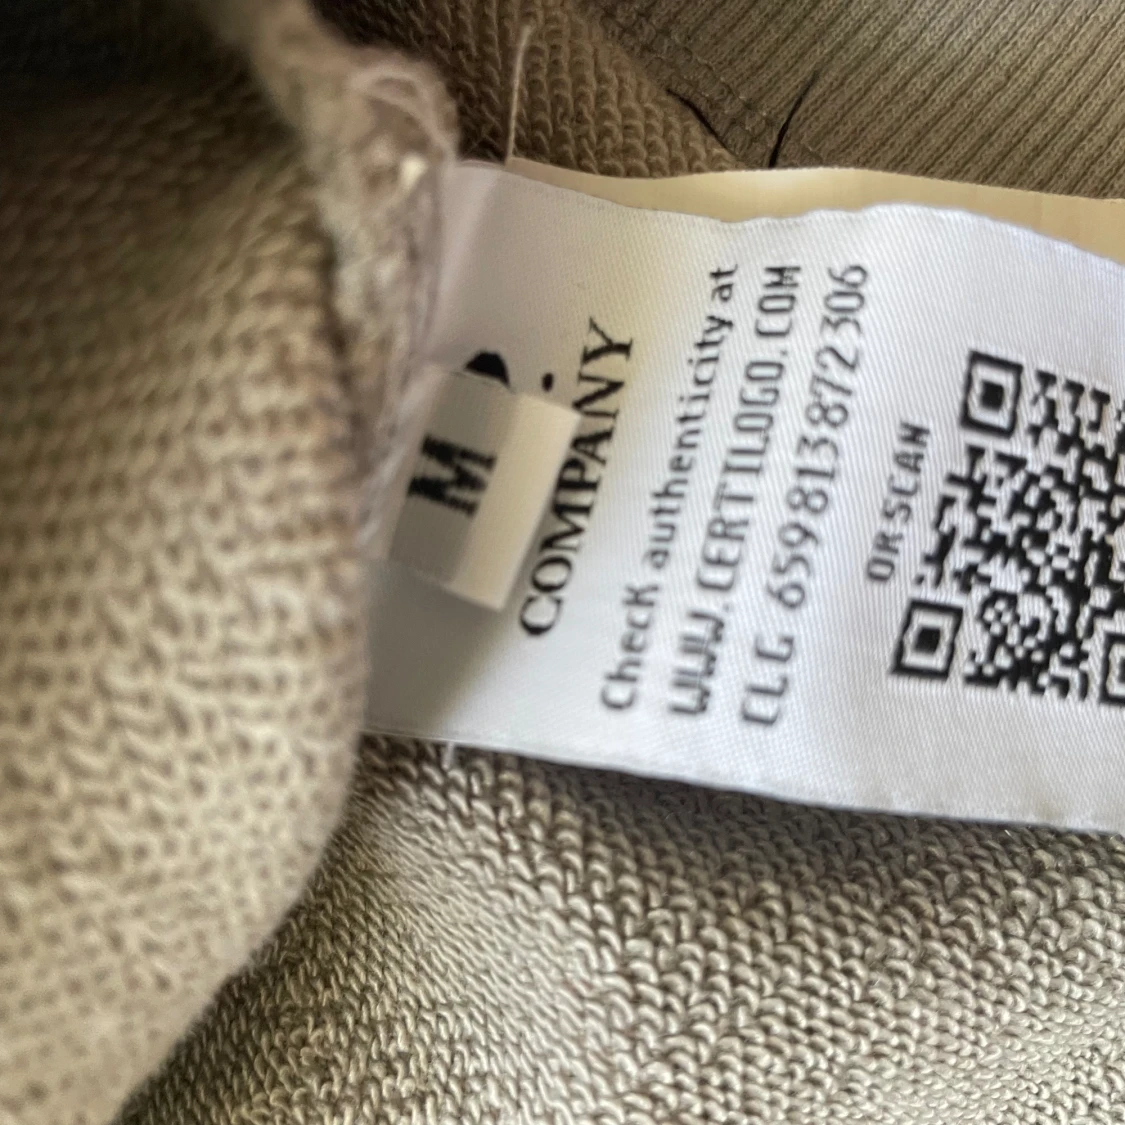 M
COMPANY
Check authenticity at
WWW.CERTILOGO.COM
CLG 659813872306
OR SCAN